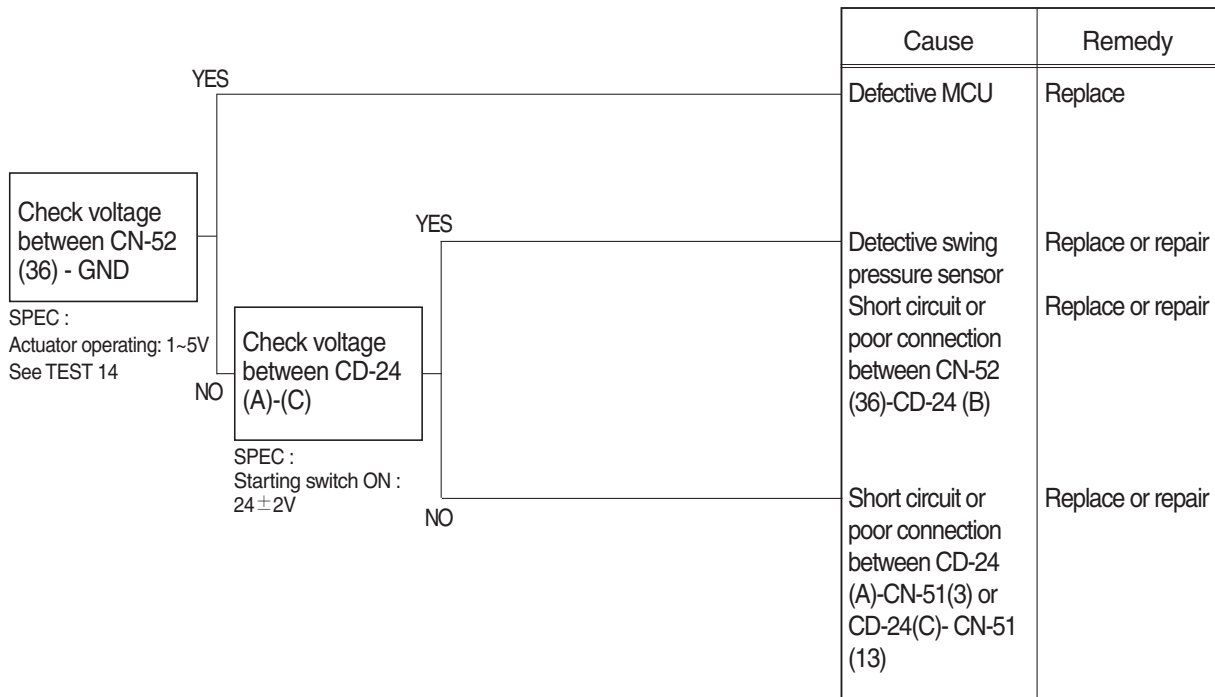 Cause Remedy
YES
Defective MCU Replace
Check voltage
between CN-52
(36) - GND
SPEC :
Actuator operating: 1~5V
See TEST 14
NO
YES
Check voltage
between CD-24
(A)-(C)
SPEC :
Starting switch ON :
24±2V
NO
Detective swing Replace or repair
pressure sensor
Short circuit or Replace or repair
poor connection
between CN-52
(36)-CD-24 (B)
Short circuit or Replace or repair
poor connection
between CD-24
(A)-CN-51(3) or
CD-24(C)- CN-51
(13)